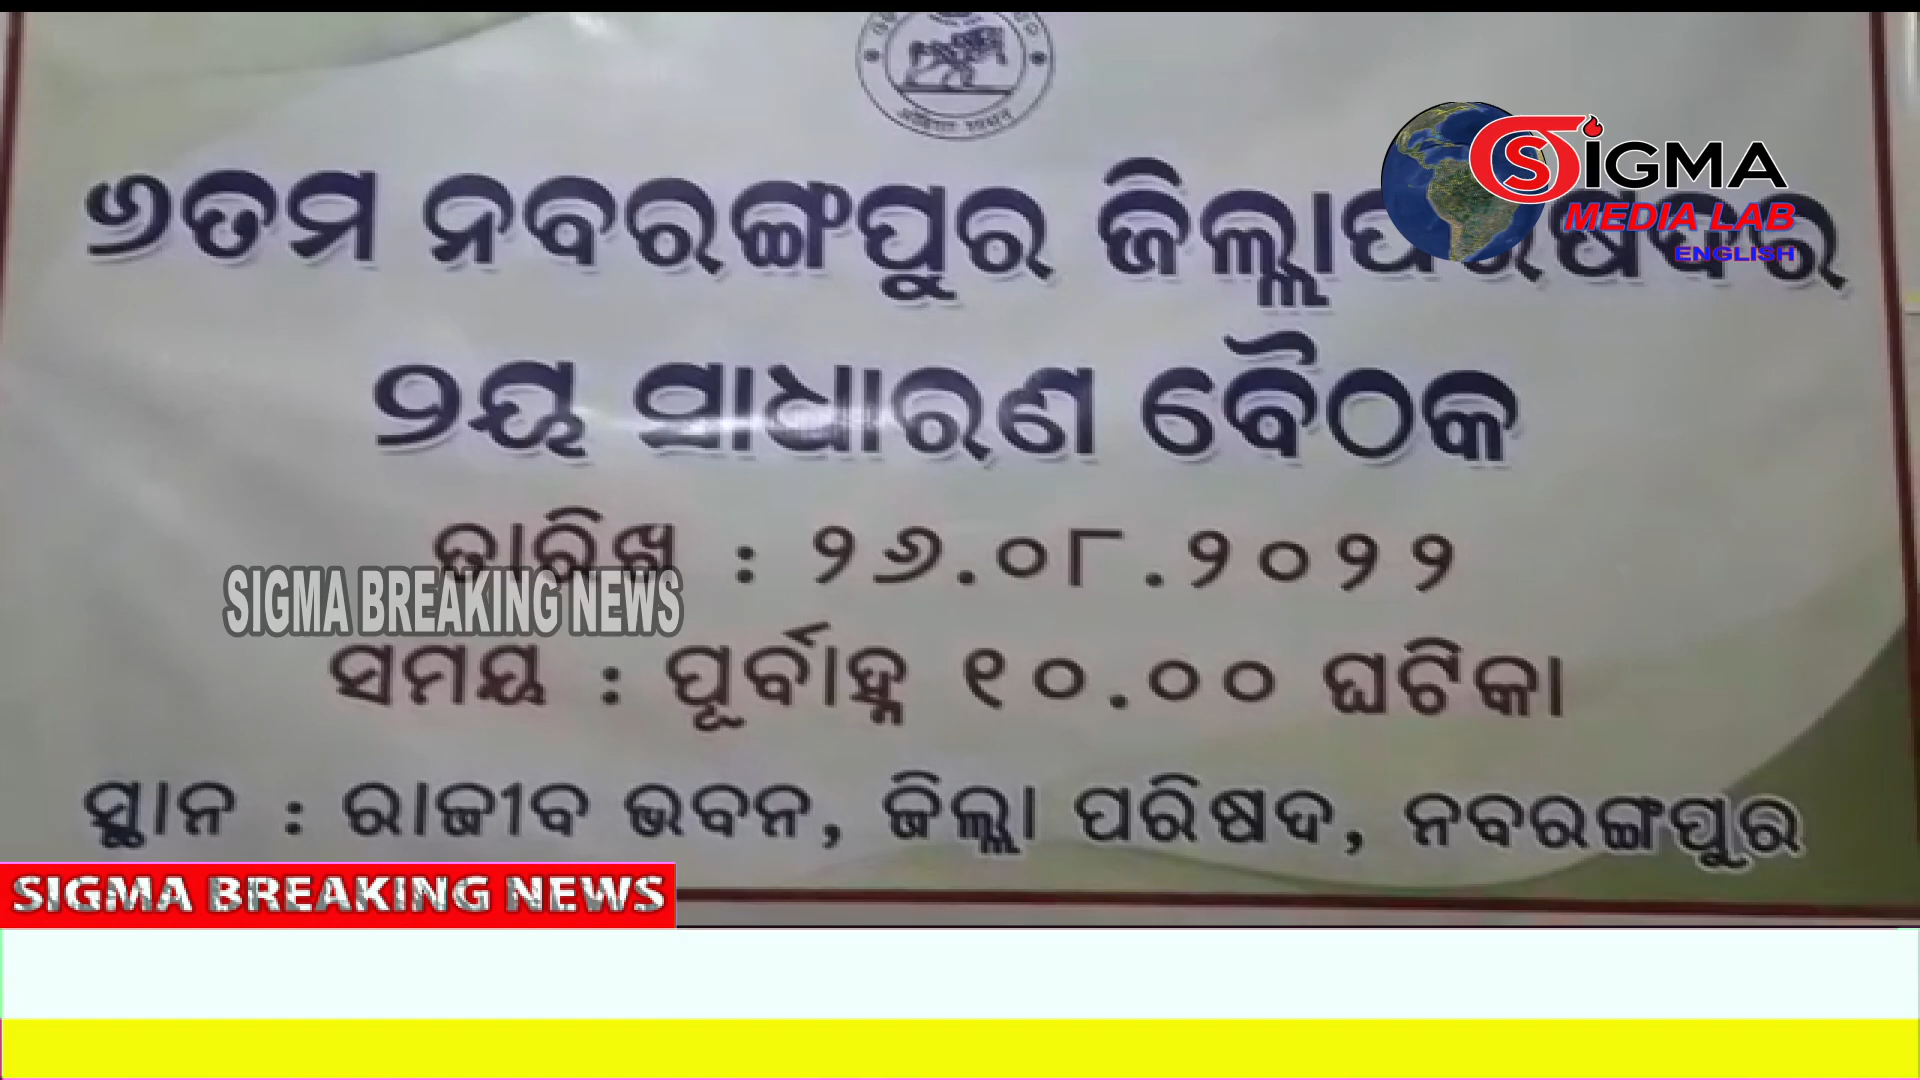 ୬ତମ ନବରଙ୍ଗପୁର ଜିଲ୍ଲାପରିଷଦର
SIGMA
MEDIA LAB
ENGLISH
୨ୟ ସାଧାରଣ ବୈଠକ
ତାରିଖ : ୨୬.୦୮.୨୦୨୨
SIGMA BREAKING NEWS
ସମୟ : ପୂର୍ବାହ୍ନ ୧୦.୦୦ ଘଟିକା
ସ୍ଥାନ : ରାଜୀବ ଭବନ, ଜିଲ୍ଲା ପରିଷଦ, ନବରଙ୍ଗପୁର
SIGMA BREAKING NEWS